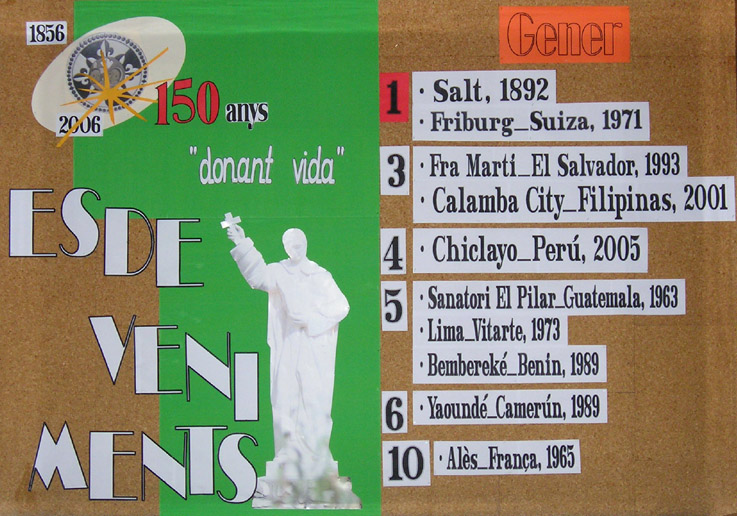 1856
2006
150 anys
"donant vida"
ESDE
VENI
MENTS
Gener
1
· Salt, 1892
· Friburg_Suiza, 1971
3
· Fra Martí_El Salvador, 1993
· Calamba City_Filipinas, 2001
4
· Chiclayo_Perú, 2005
5
· Sanatori El Pilar_Guatemala, 1963
· Lima_Vitarte, 1973
· Bembereké_Benín, 1989
6
· Yaoundé_Camerún, 1989
10
· Alès_França, 1965